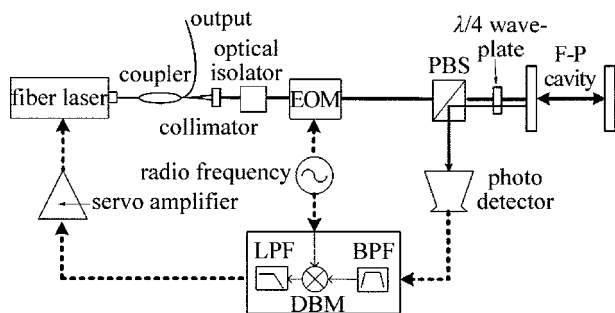 output
λ/4 wave-
plate
coupler
optical
isolator
PBS
F-P
cavity
fiber laser
EOM
collimator
radio frequency
photo
detector
servo amplifier
LPF
BPF
DBM